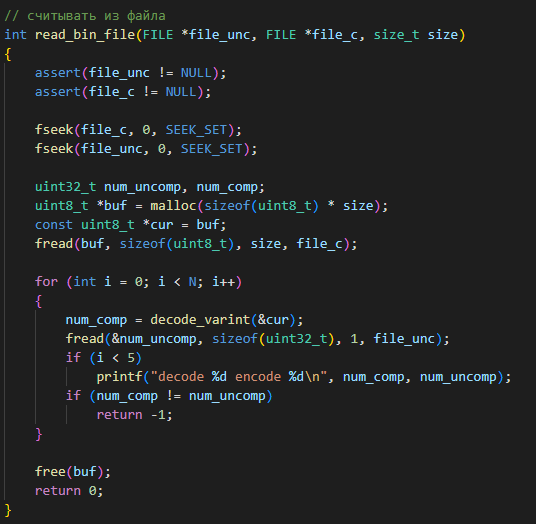 // считывать из файла
int read_bin_file(FILE *file_unc, FILE *file_c, size_t size)
{
    assert(file_unc != NULL);
    assert(file_c != NULL);

    fseek(file_c, 0, SEEK_SET);
    fseek(file_unc, 0, SEEK_SET);

    uint32_t num_uncomp, num_comp;
    uint8_t *buf = malloc(sizeof(uint8_t) * size);
    const uint8_t *cur = buf;
    fread(buf, sizeof(uint8_t), size, file_c);

    for (int i = 0; i < N; i++)
    {
        num_comp = decode_varint(&cur);
        fread(&num_uncomp, sizeof(uint32_t), 1, file_unc);
        if (i < 5)
            printf("decode %d encode %d\n", num_comp, num_uncomp);
        if (num_comp != num_uncomp)
            return -1;
    }

    free(buf);
    return 0;
}